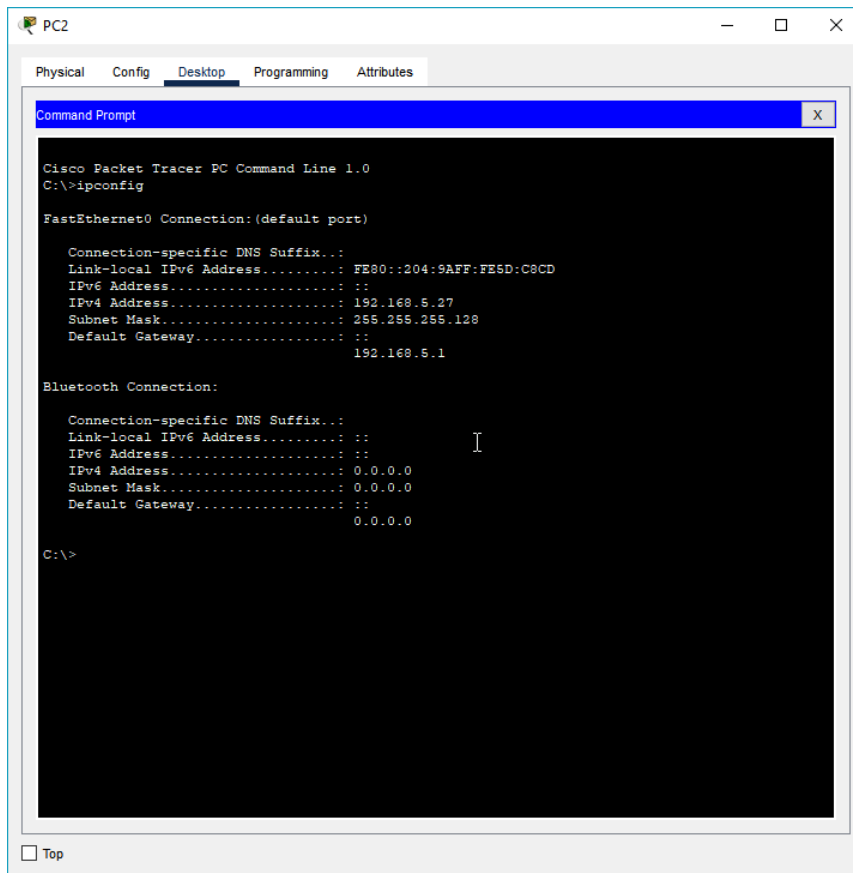 PC2
Physical Config Desktop Programming Attributes
Command Prompt X
Cisco Packet Tracer PC Command Line 1.0
C:\>ipconfig
FastEthernet0 Connection:(default port)
Connection-specific DNS Suffix..:
Link-local IPv6 Address.........: FE80::204:9AFF:FE5D:C8CD
IPv6 Address....................: ::
IPv4 Address....................: 192.168.5.27
Subnet Mask.....................: 255.255.255.128
Default Gateway.................: ::
192.168.5.1
Bluetooth Connection:
Connection-specific DNS Suffix..:
Link-local IPv6 Address.........: ::
IPv6 Address....................: ::
IPv4 Address....................: 0.0.0.0
Subnet Mask.....................: 0.0.0.0
Default Gateway.................: ::
0.0.0.0
C:\>
Top